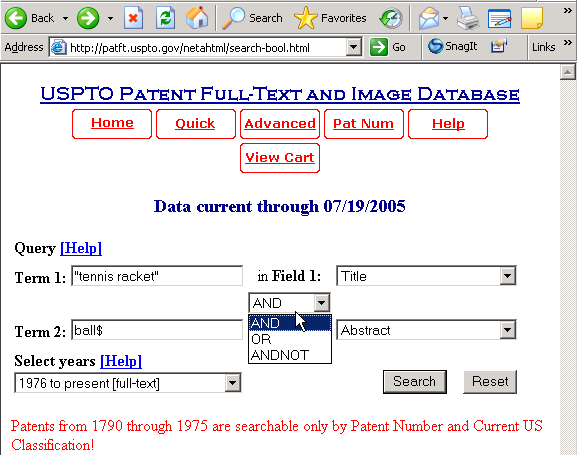 Back Search Favorites
Address http://patft.uspto.gov/netahtml/search-bool.html Go SnagIt Links »
USPTO PATENT FULL-TEXT AND IMAGE DATABASE
Home Quick Advanced Pat Num Help
View Cart
Data current through 07/19/2005
Query [Help]
Term 1: "tennis racket" in Field 1: Title
AND
AND
OR
ANDNOT
Term 2: ball$ Abstract
Select years [Help]
1976 to present [full-text] Search Reset
Patents from 1790 through 1975 are searchable only by Patent Number and Current US
Classification!